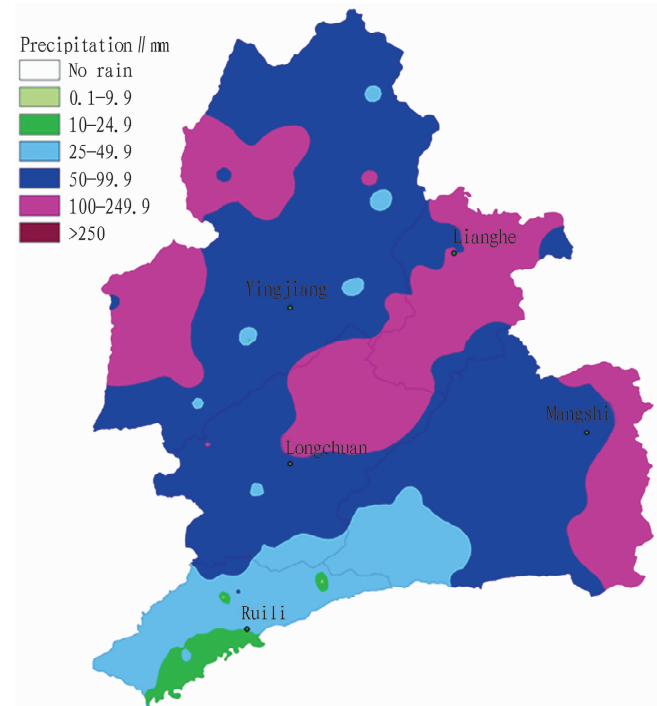 Precipitation∥mm
No rain
0.1-9.9
10-24.9
25-49.9
50-99.9
100-249.9
>250
Lianghe
Yingjiang
Mangshi
Longchuan
Ruili